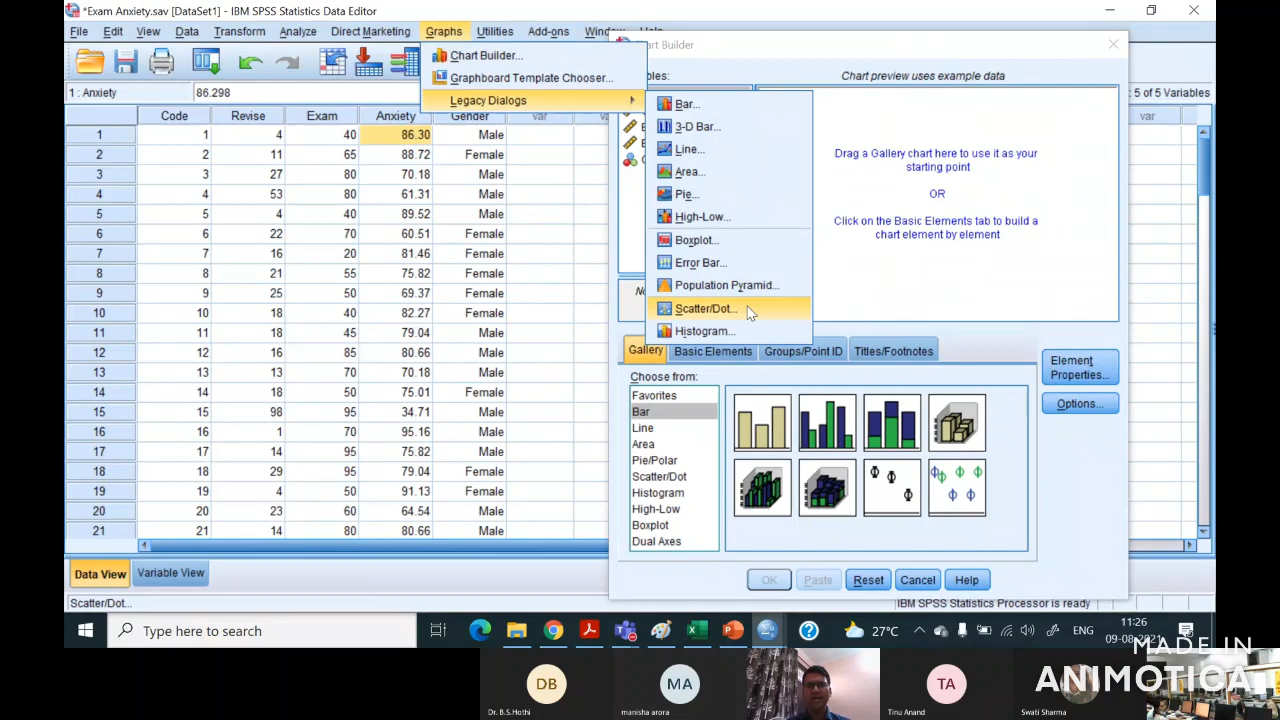 *Exam Anxiety.sav [DataSet1] - IBM SPSS Statistics Data Editor
File Edit View Data Transform Analyze Direct Marketing Graphs Utilities Add-ons Window Help
Chart Builder
Chart Builder...
Graphboard Template Chooser...
Legacy Dialogs
Chart preview uses example data
1 : Anxiety 86.298
: 5 of 5 Variables
Bar...
3-D Bar...
Line...
Area...
Pie...
High-Low...
Boxplot...
Error Bar...
Population Pyramid...
Scatter/Dot...
Histogram...
Drag a Gallery chart here to use it as your
starting point
OR
Click on the Basic Elements tab to build a
chart element by element
Code Revise Exam Anxiety Gender var var var
1 1 4 40 86.30 Male
2 2 11 65 88.72 Female
3 3 27 80 70.18 Male
4 4 53 80 61.31 Male
5 5 4 40 89.52 Male
6 6 22 70 60.51 Female
7 7 16 20 81.46 Female
8 8 21 55 75.82 Female
9 9 25 50 69.37 Female
10 10 18 40 82.27 Female
11 11 18 45 79.04 Male
12 12 16 85 80.66 Male
13 13 13 70 70.18 Male
14 14 18 50 75.01 Female
15 15 98 95 34.71 Male
16 16 1 70 95.16 Male
17 17 14 95 75.82 Male
18 18 29 95 79.04 Female
19 19 4 50 91.13 Female
20 20 23 60 64.54 Male
21 21 14 80 80.66 Male
Gallery Basic Elements Groups/Point ID Titles/Footnotes
Choose from:
Favorites
Bar
Line
Area
Pie/Polar
Scatter/Dot
Histogram
High-Low
Boxplot
Dual Axes
Element
Properties...
Options...
OK Paste Reset Cancel Help
Data View Variable View
Scatter/Dot... IBM SPSS Statistics Processor is ready
Type here to search
27°C ENG
11:26
MADE IN
ANIMOTICA
DB MA TA
Dr. B.S.Hothi manisha arora Tinu Anand Swati Sharma